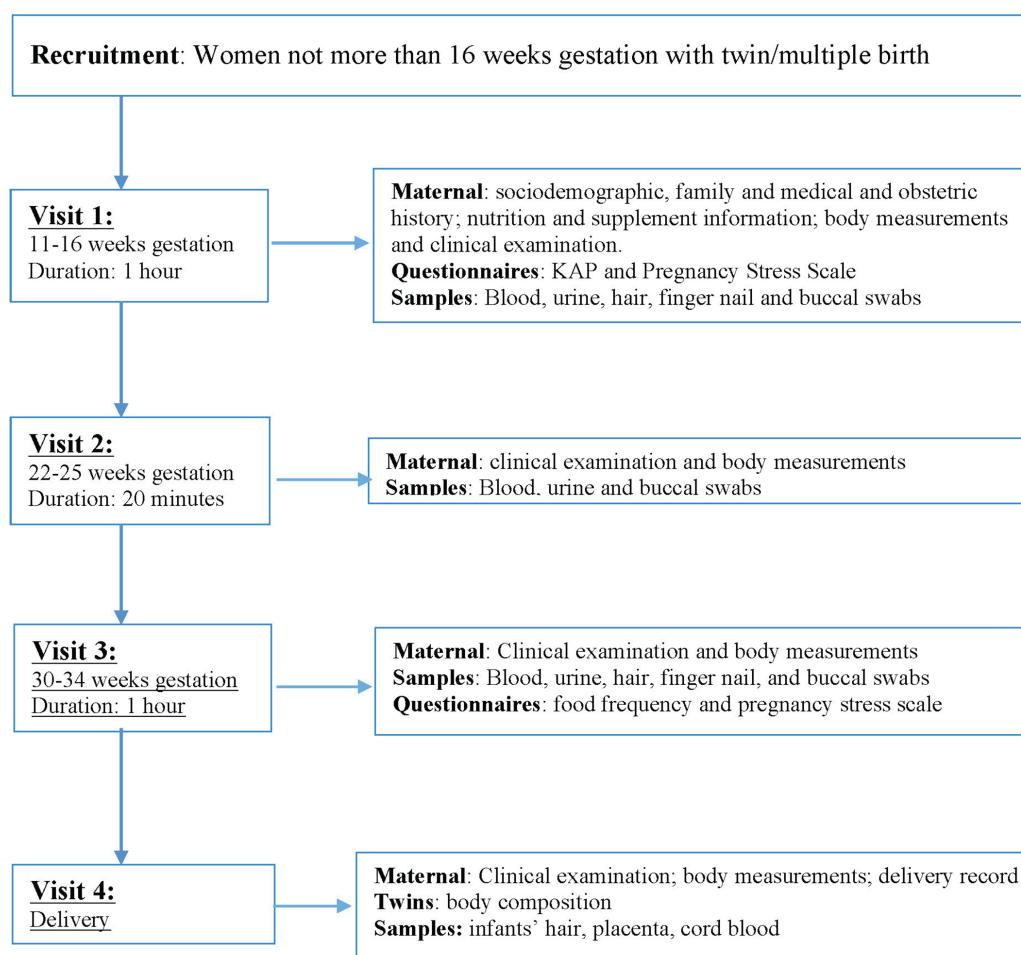 Recruitment: Women not more than 16 weeks gestation with twin/multiple birth
Visit 1:
11-16 weeks gestation
Duration: 1 hour
Maternal: sociodemographic, family and medical and obstetric
history; nutrition and supplement information; body measurements
and clinical examination.
Questionnaires: KAP and Pregnancy Stress Scale
Samples: Blood, urine, hair, finger nail and buccal swabs
Visit 2:
22-25 weeks gestation
Duration: 20 minutes
Maternal: clinical examination and body measurements
Samples: Blood, urine and buccal swabs
Visit 3:
30-34 weeks gestation
Duration: 1 hour
Maternal: Clinical examination and body measurements
Samples: Blood, urine, hair, finger nail, and buccal swabs
Questionnaires: food frequency and pregnancy stress scale
Visit 4:
Delivery
Maternal: Clinical examination; body measurements; delivery record
Twins: body composition
Samples: infants’ hair, placenta, cord blood